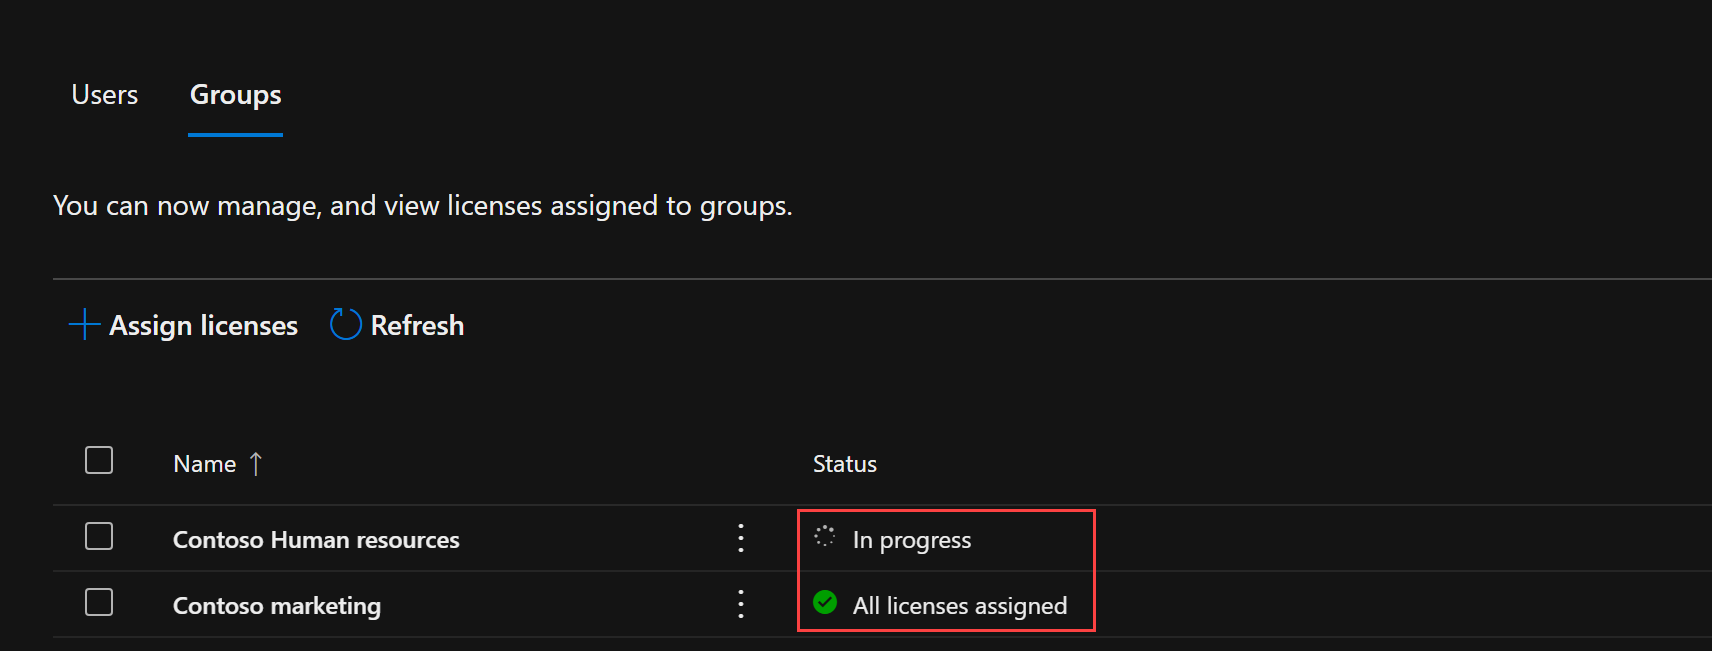 Users Groups
You can now manage, and view licenses assigned to groups.
Assign licenses Refresh
Name ↑ Status
Contoso Human resources In progress
Contoso marketing All licenses assigned